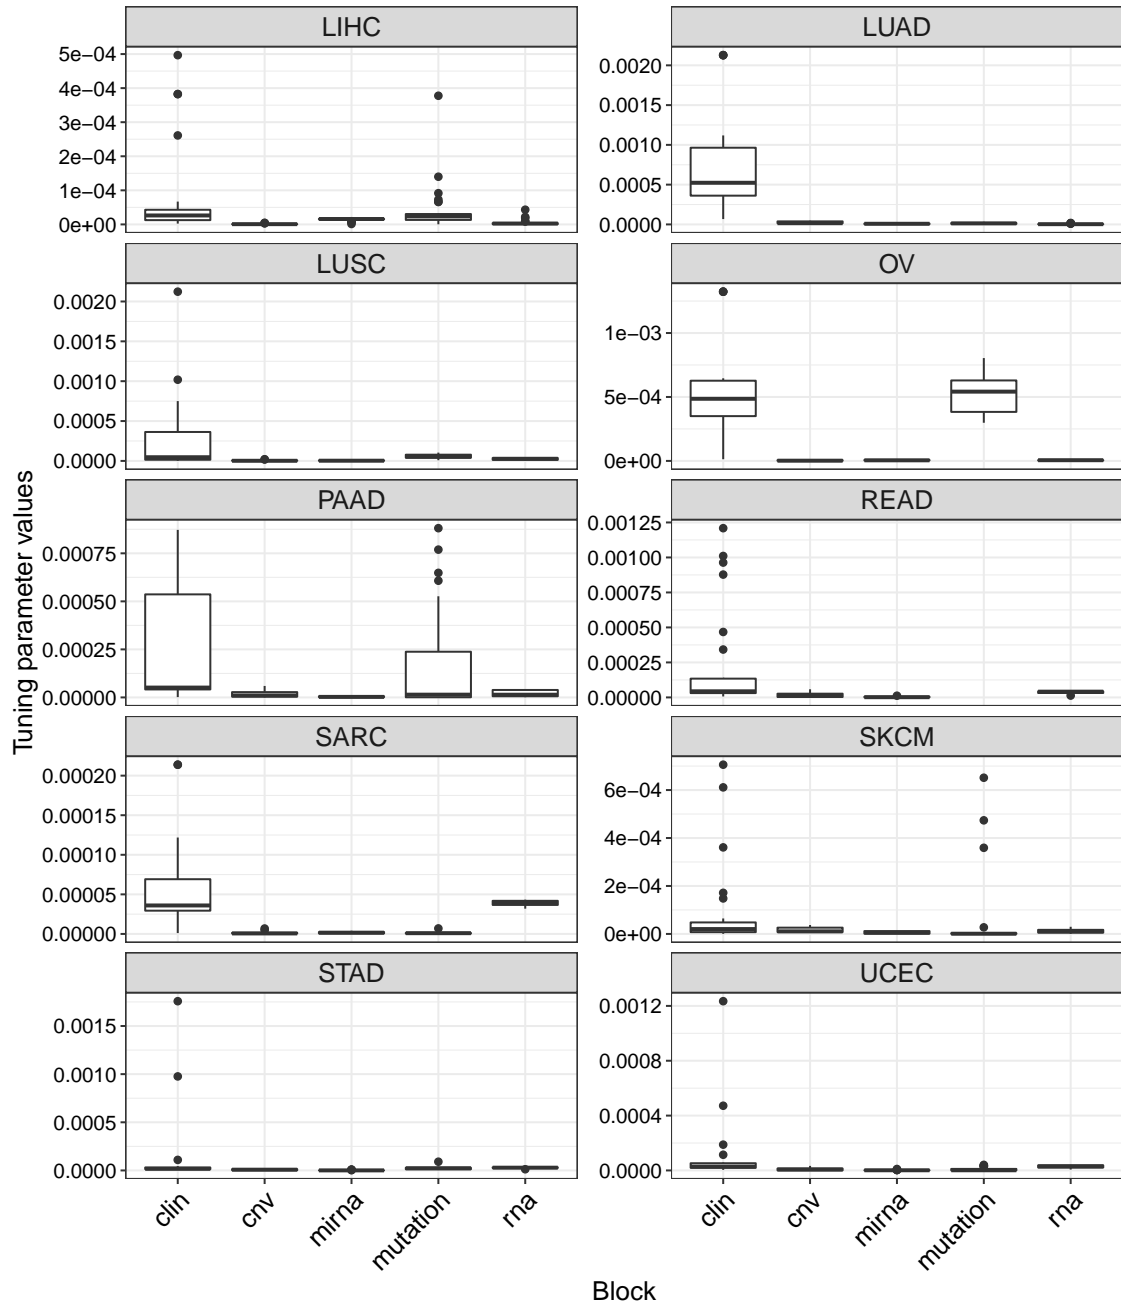 LIHC
5e−04
4e−04
3e−04
2e−04
1e−04
0e+00
LUAD
0.0020
0.0015
0.0010
0.0005
0.0000
LUSC
0.0020
0.0015
0.0010
0.0005
0.0000
OV
1e−03
5e−04
0e+00
PAAD
0.00075
0.00050
0.00025
0.00000
READ
0.00125
0.00100
0.00075
0.00050
0.00025
0.00000
SARC
0.00020
0.00015
0.00010
0.00005
0.00000
SKCM
6e−04
4e−04
2e−04
0e+00
STAD
0.0015
0.0010
0.0005
0.0000
UCEC
0.0012
0.0008
0.0004
0.0000
clin
cnv
mirna
mutation
rna
clin
cnv
mirna
mutation
rna
Tuning parameter values
Block